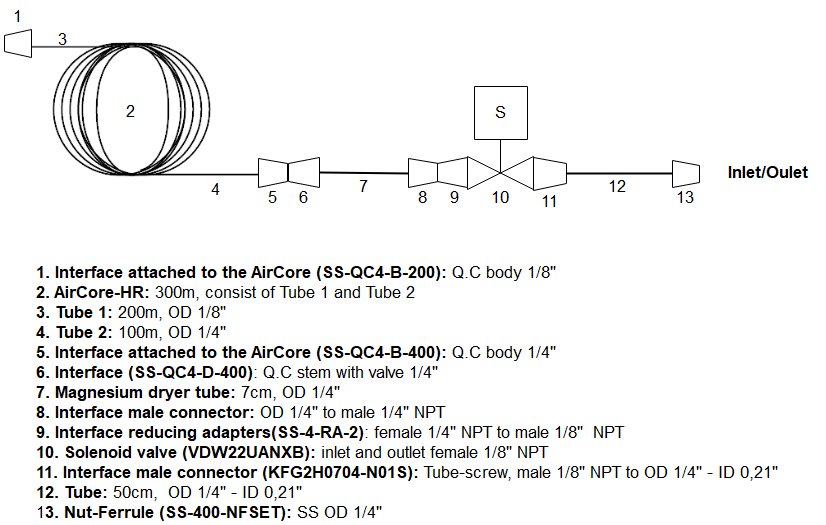 1
3
2
S
4
5
6
7
8
9
10
11
12
13
Inlet/Oulet
1. Interface attached to the AirCore (SS-QC4-B-200): Q.C body 1/8"
2. AirCore-HR: 300m, consist of Tube 1 and Tube 2
3. Tube 1: 200m, OD 1/8"
4. Tube 2: 100m, OD 1/4"
5. Interface attached to the AirCore (SS-QC4-B-400): Q.C body 1/4"
6. Interface (SS-QC4-D-400): Q.C stem with valve 1/4"
7. Magnesium dryer tube: 7cm, OD 1/4"
8. Interface male connector: OD 1/4" to male 1/4" NPT
9. Interface reducing adapters(SS-4-RA-2): female 1/4" NPT to male 1/8" NPT
10. Solenoid valve (VDW22UANXB): inlet and outlet female 1/8" NPT
11. Interface male connector (KFG2H0704-N01S): Tube-screw, male 1/8" NPT to OD 1/4" - ID 0,21"
12. Tube: 50cm, OD 1/4" - ID 0,21"
13. Nut-Ferrule (SS-400-NFSET): SS OD 1/4"